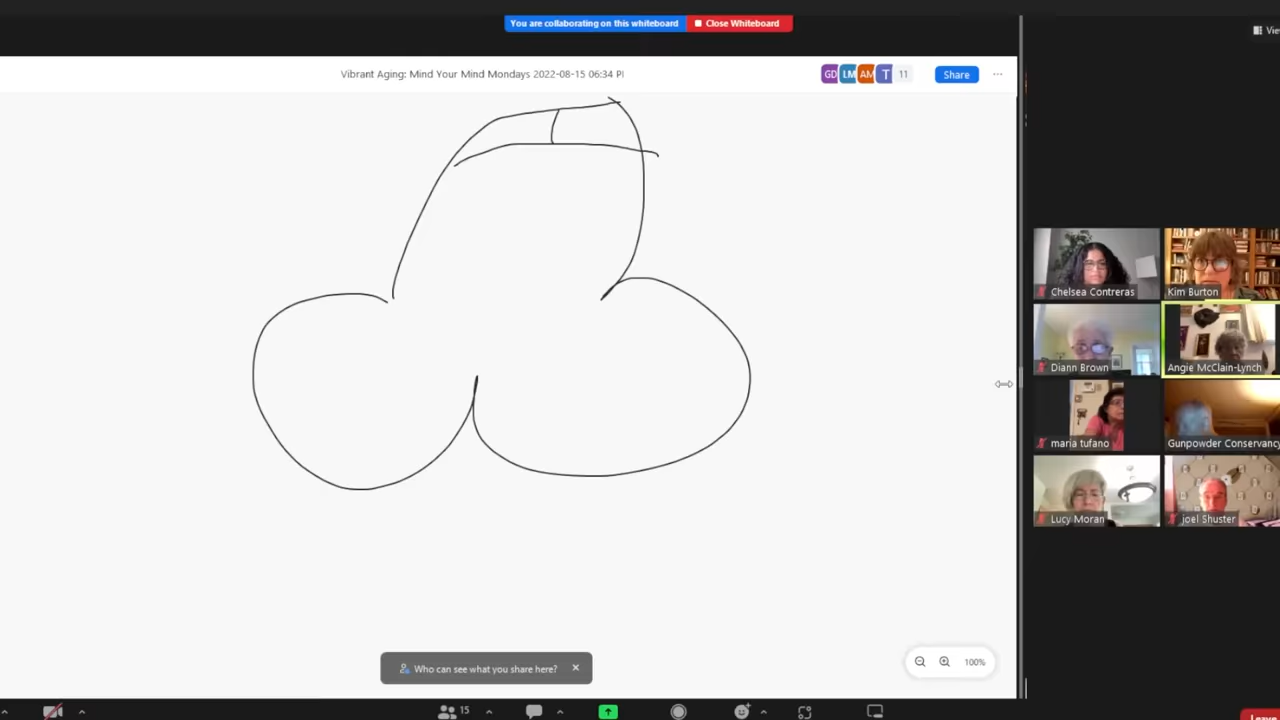 You are collaborating on this whiteboard
Close Whiteboard
Vibrant Aging: Mind Your Mind Mondays 2022-08-15 06:34 PI
GD LM AM T 11
Share
Chelsea Contreras
Kim Burton
Diann Brown
Angie McClain-Lynch
maria tufano
Gunpowder Conservancy
Lucy Moran
joel Shuster
Who can see what you share here?
100%
15